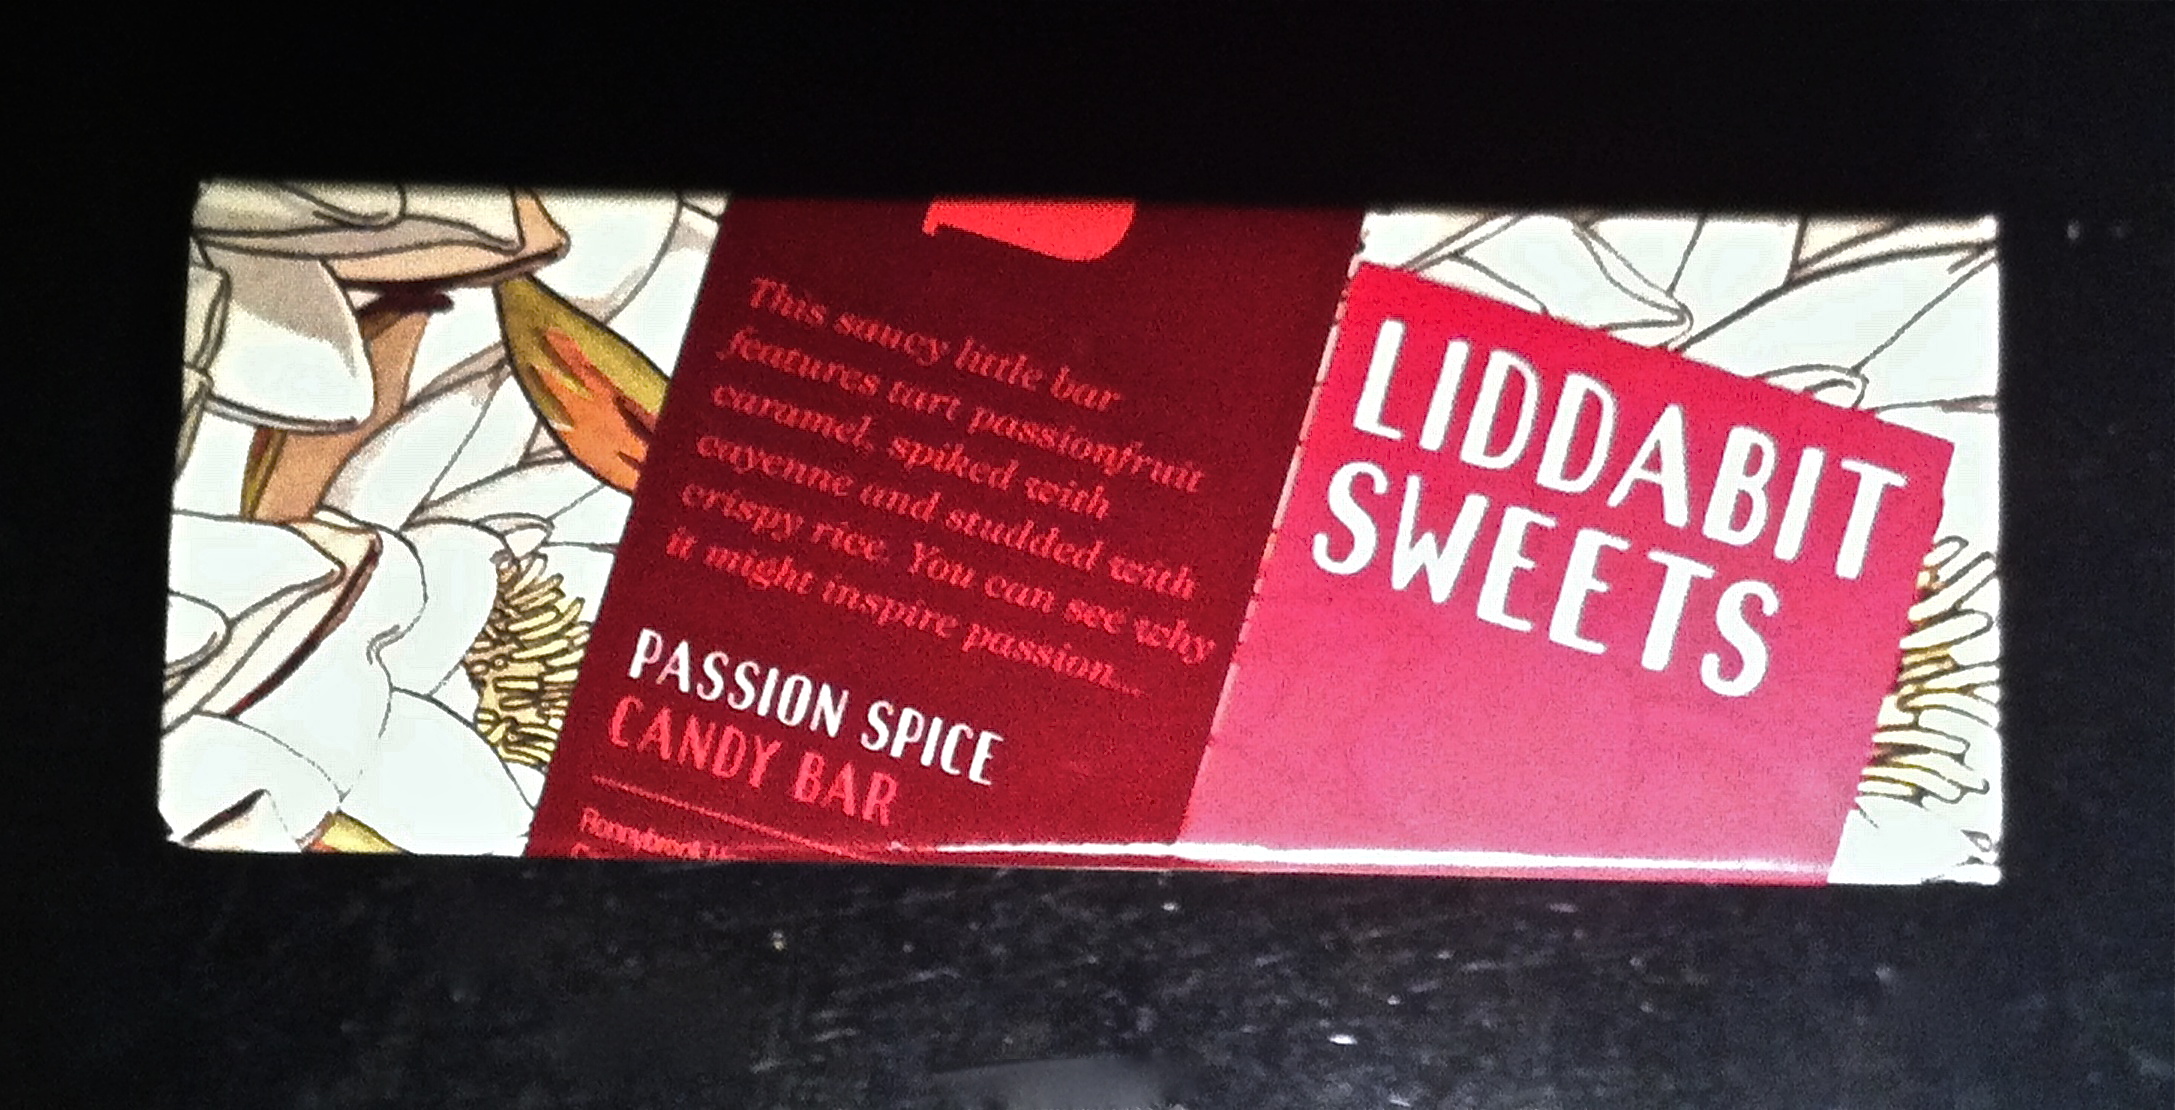 This saucy little bar
features tart passionfruit
caramel, spiked with
cayenne and studded with
crispy rice. You can see why
it might inspire passion...
PASSION SPICE
CANDY BAR
LIDDABIT
SWEETS